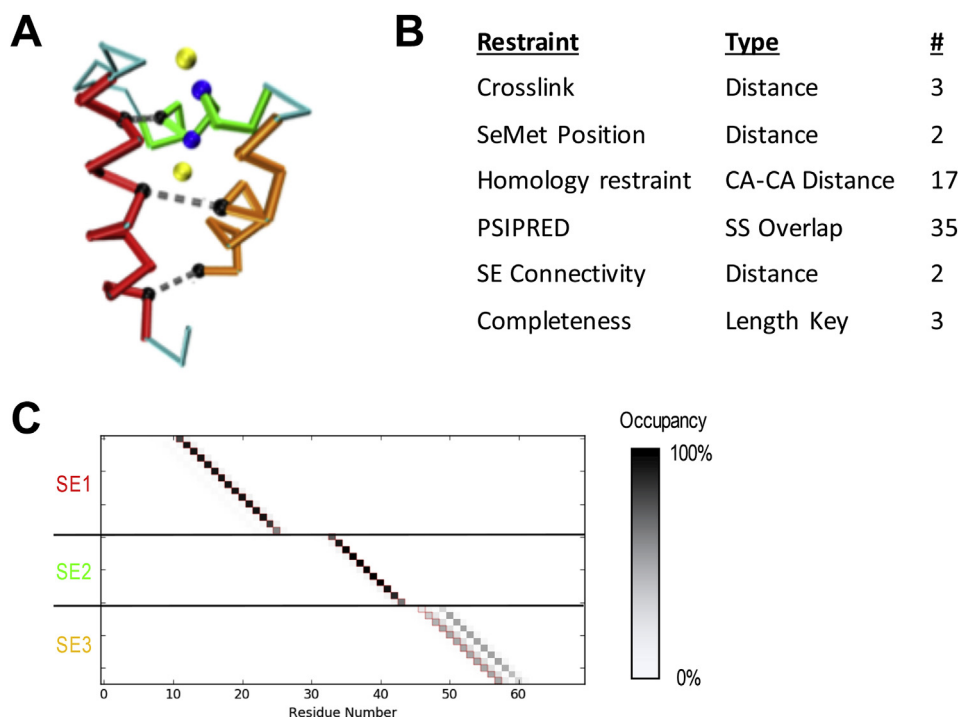 A
B
Restraint Type #
Crosslink Distance 3
SeMet Position Distance 2
Homology restraint CA-CA Distance 17
PSIPRED SS Overlap 35
SE Connectivity Distance 2
Completeness Length Key 3
C
Occupancy
100%
0%
SE1
SE2
SE3
0 10 20 30 40 50 60
Residue Number